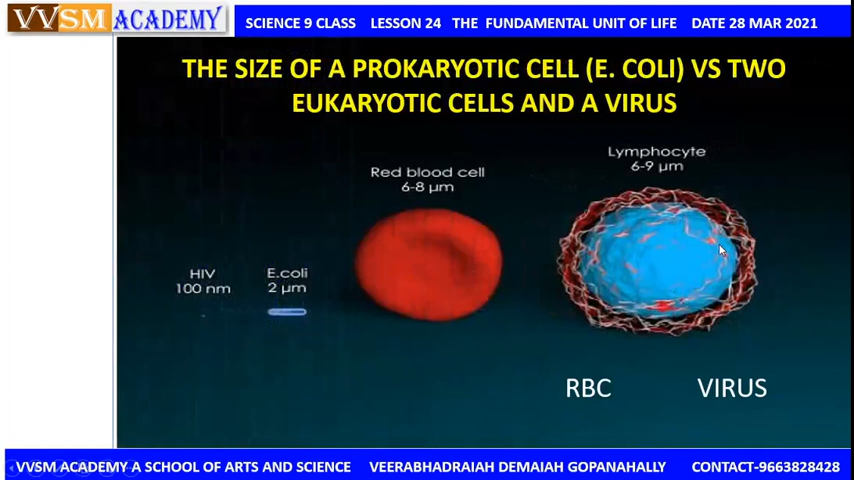 VVSM ACADEMY
SCIENCE 9 CLASS LESSON 24 THE FUNDAMENTAL UNIT OF LIFE DATE 28 MAR 2021
THE SIZE OF A PROKARYOTIC CELL (E. COLI) VS TWO
EUKARYOTIC CELLS AND A VIRUS
Lymphocyte
6-9 µm
Red blood cell
6-8 µm
HIV
100 nm
E.coli
2 µm
RBC VIRUS
VVSM ACADEMY A SCHOOL OF ARTS AND SCIENCE VEERABHADRAIAH DEMAIAH GOPANAHALLY CONTACT-9663828428